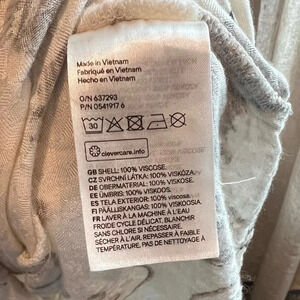 Made in Vietnam
Fabriqué en Vietnam
Hecho en Vietnam
O/N 637293
P/N 0541917 6
30
clevercare.info
GB SHELL: 100% VISCOSE.
CZ SVRCHNÍ LÁTKA: 100% VISKÓZA
DE OBERMATERIAL: 100% VISKOSE
EE ÜMBRIS: 100% VISKOOS.
ES TELA EXTERIOR: 100% viscosa
FI PÄÄLLIKANGAS: 100% VISKOOSIA.
FR LAVER À LA MACHINE À L'EAU
FROIDE CYCLE DÉLICAT, BLANCHIR
SI NÉCESSAIRE SANS CHLORE,
SÉCHER À L'AIR. REPASSER À FAIBLE
TEMP. PAS DE NETTOYAGE À